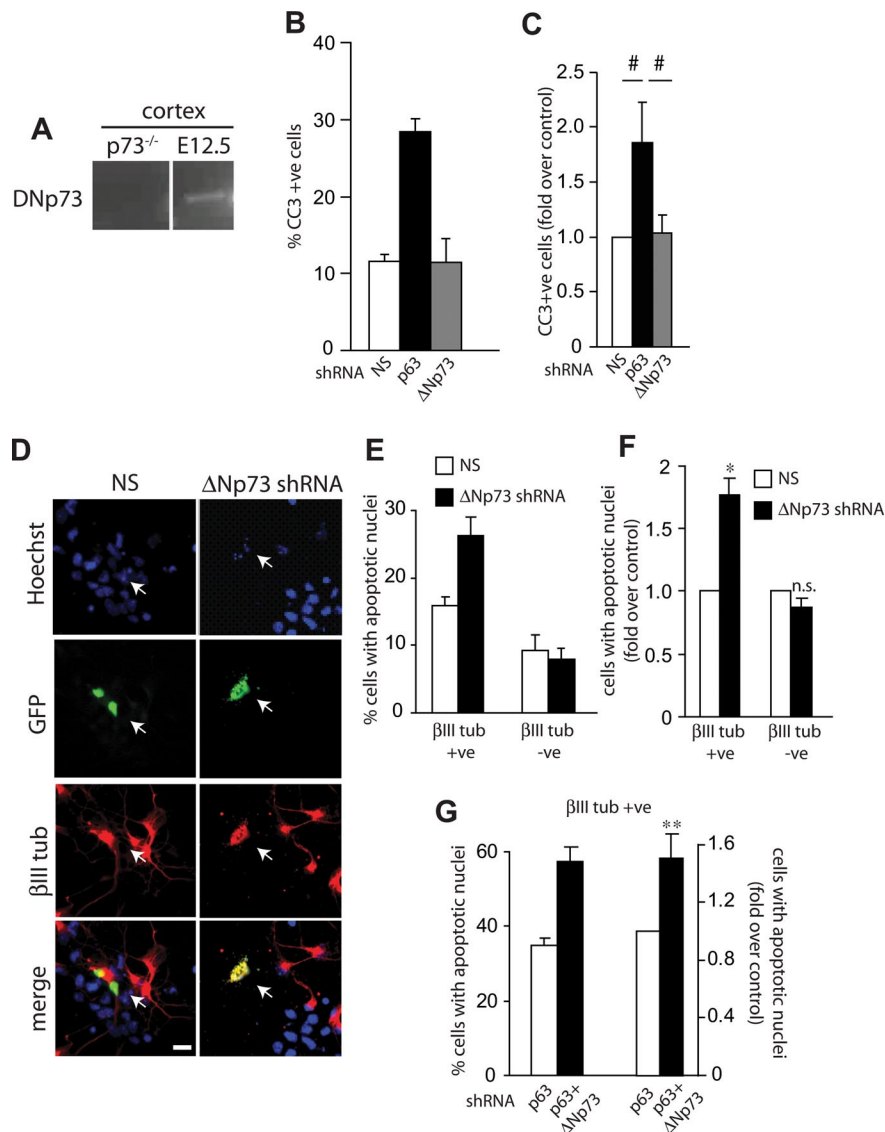 A
cortex
p73-/- E12.5
DNp73
B
40
30
20
10
0
% CC3 +ve cells
shRNA
NS
p63
ΔNp73
C
# #
2.5
2.0
1.5
1.0
0.5
0
CC3+ve cells (fold over control)
shRNA
NS
p63
ΔNp73
D
NS ΔNp73 shRNA
Hoechst
GFP
βIII tub
merge
E
NS
ΔNp73 shRNA
30
20
10
0
% cells with apoptotic nuclei
βIII tub +ve
βIII tub -ve
F
NS
ΔNp73 shRNA
2
1.5
1.0
0.5
0
cells with apoptotic nuclei
(fold over control)
*
n.s.
βIII tub +ve
βIII tub -ve
G
βIII tub +ve
60
40
20
40
60
0
% cells with apoptotic nuclei
**
1.6
1.2
0.8
0.4
0
cells with apoptotic nuclei
(fold over control)
shRNA
p63
p63+
ΔNp73
p63
p63+
ΔNp73